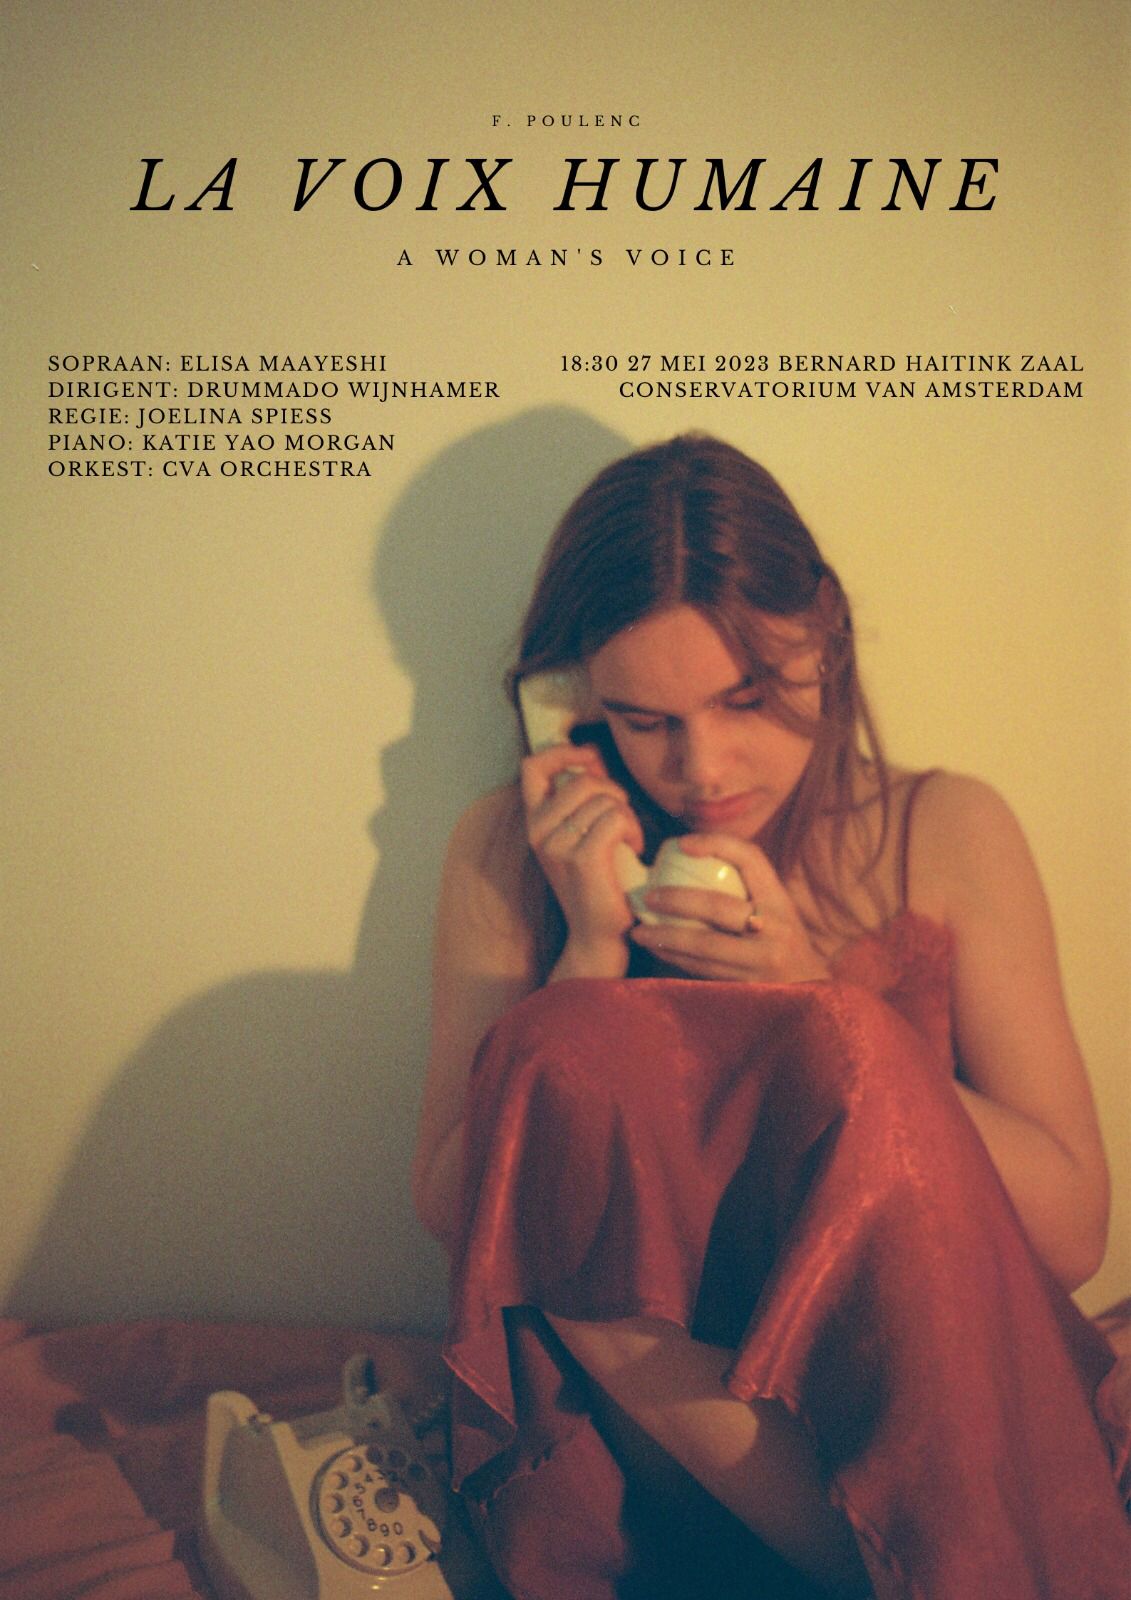 F. POULENC
LA VOIX HUMAINE
A WOMAN'S VOICE
SOPRAAN: ELISA MAAYESHI
DIRIGENT: DRUMMADO WIJNHAMER
REGIE: JOELINA SPIESS
PIANO: KATIE YAO MORGAN
ORKEST: CVA ORCHESTRA
18:30 27 MEI 2023 BERNARD HAITINK ZAAL
CONSERVATORIUM VAN AMSTERDAM